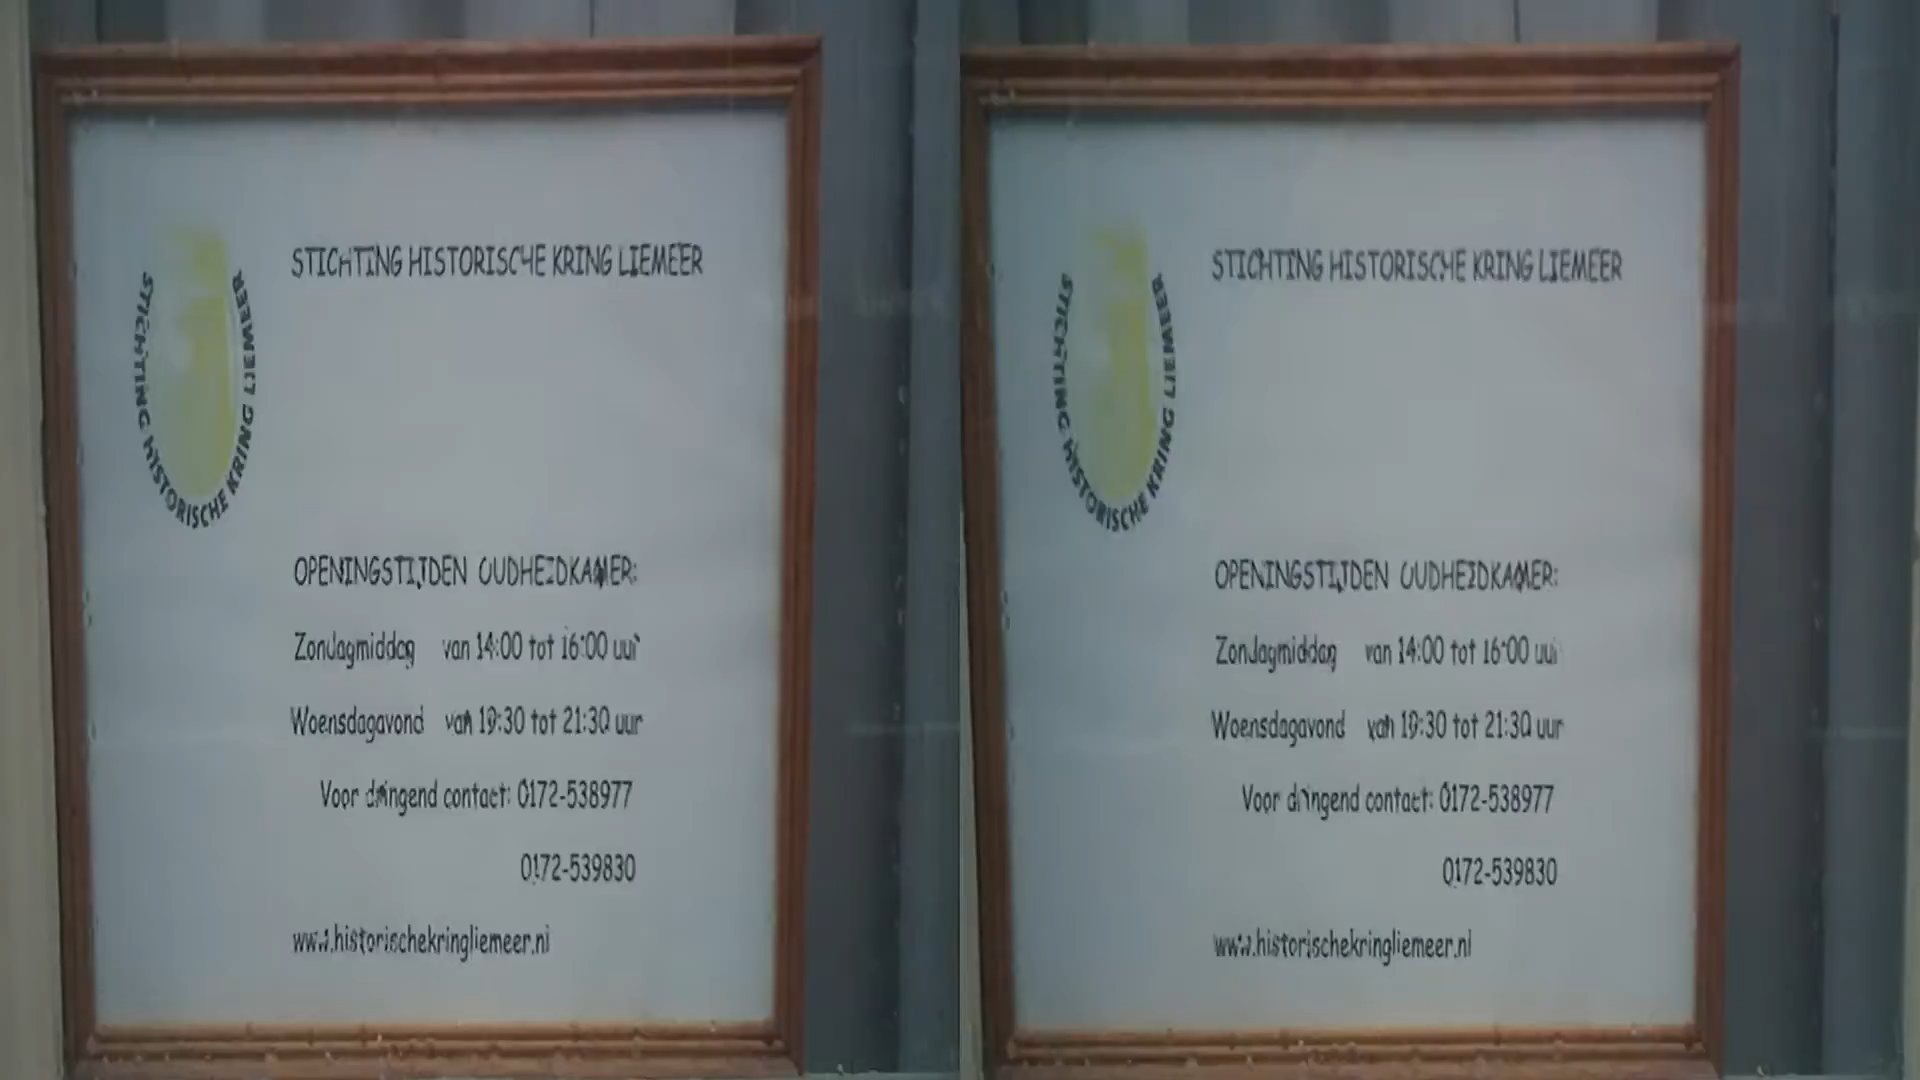 STICHTING HISTORISCHE KRING LIEMEER
STICHTING HISTORISCHE KRING LIEMEER
OPENINGSTIJDEN OUDHEIDKAMER:
Zondagmiddag van 14:00 tot 16:00 uur
Woensdagavond van 19:30 tot 21:30 uur
Voor dringend contact: 0172-538977
0172-539830
www.historischekringliemeer.nl
STICHTING HISTORISCHE KRING LIEMEER
STICHTING HISTORISCHE KRING LIEMEER
OPENINGSTIJDEN OUDHEIDKAMER:
Zondagmiddag van 14:00 tot 16:00 uur
Woensdagavond van 19:30 tot 21:30 uur
Voor dringend contact: 0172-538977
0172-539830
www.historischekringliemeer.nl